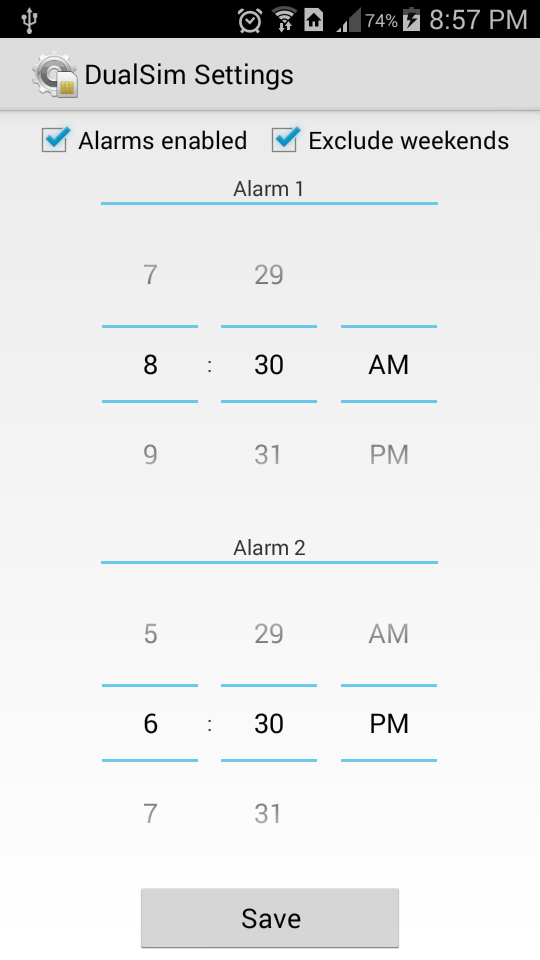 74% 8:57 PM
DualSim Settings
Alarms enabled Exclude weekends
Alarm 1
7 29
8 : 30 AM
9 31 PM
Alarm 2
5 29 AM
6 : 30 PM
7 31
Save